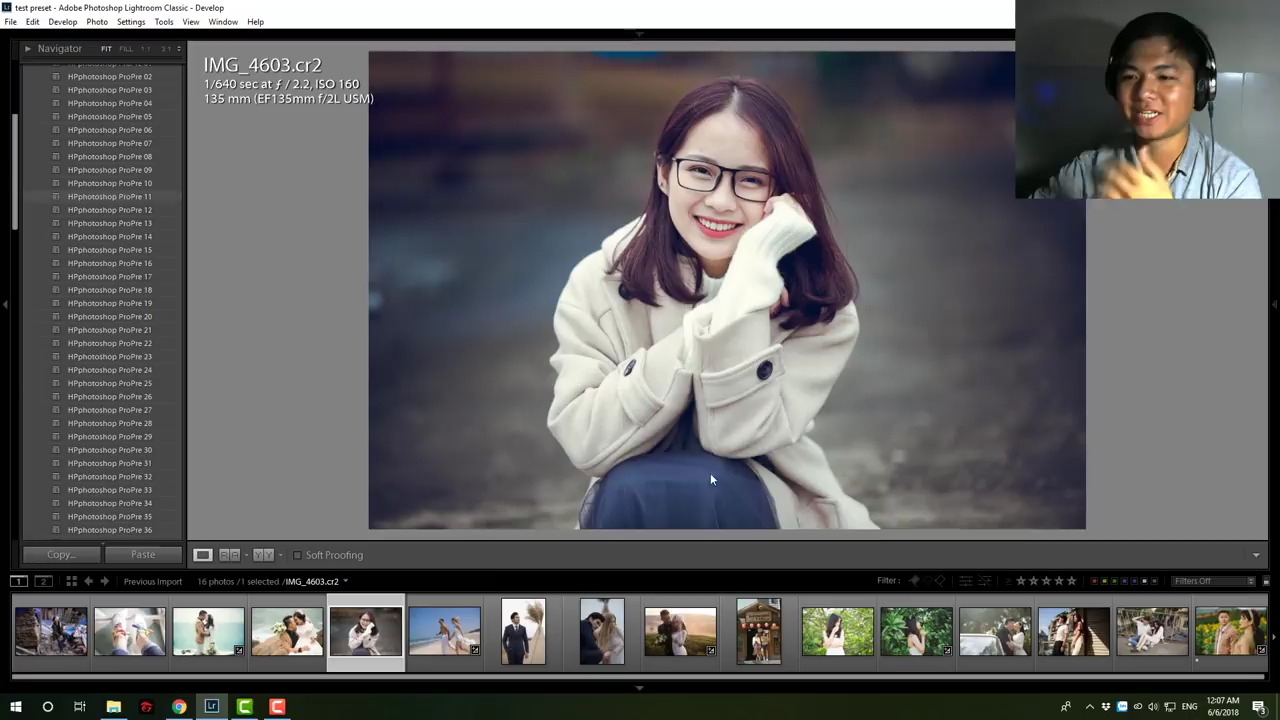 test preset - Adobe Photoshop Lightroom Classic - Develop
File Edit Develop Photo Settings Tools View Window Help
Navigator FIT FILL 1:1 2:1
HPphotoshop ProPre 02
HPphotoshop ProPre 03
HPphotoshop ProPre 04
HPphotoshop ProPre 05
HPphotoshop ProPre 06
HPphotoshop ProPre 07
HPphotoshop ProPre 08
HPphotoshop ProPre 09
HPphotoshop ProPre 10
HPphotoshop ProPre 11
HPphotoshop ProPre 12
HPphotoshop ProPre 13
HPphotoshop ProPre 14
HPphotoshop ProPre 15
HPphotoshop ProPre 16
HPphotoshop ProPre 17
HPphotoshop ProPre 18
HPphotoshop ProPre 19
HPphotoshop ProPre 20
HPphotoshop ProPre 21
HPphotoshop ProPre 22
HPphotoshop ProPre 23
HPphotoshop ProPre 24
HPphotoshop ProPre 25
HPphotoshop ProPre 26
HPphotoshop ProPre 27
HPphotoshop ProPre 28
HPphotoshop ProPre 29
HPphotoshop ProPre 30
HPphotoshop ProPre 31
HPphotoshop ProPre 32
HPphotoshop ProPre 33
HPphotoshop ProPre 34
HPphotoshop ProPre 35
HPphotoshop ProPre 36
IMG_4603.cr2
1/640 sec at ƒ / 2.2, ISO 160
135 mm (EF135mm f/2L USM)
Copy... Paste
Soft Proofing
1 2 Previous Import 16 photos / 1 selected / IMG_4603.cr2 Filter : Filters Off
ENG
12:07 AM
6/6/2018